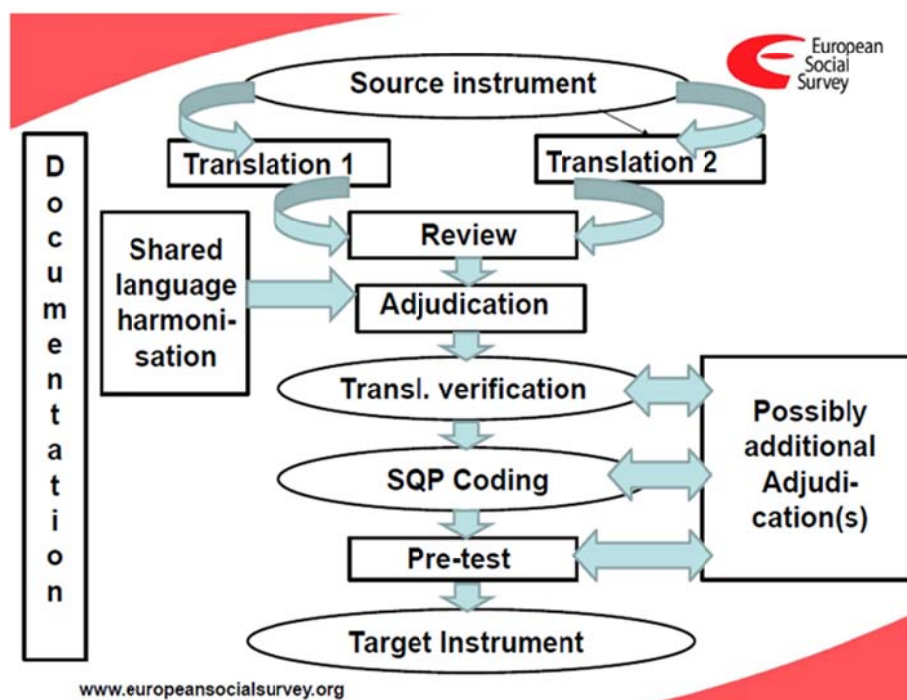 European
Social
Survey
Source instrument
Translation 1
Translation 2
Documentation
Shared
language
harmoni-
sation
Review
Adjudication
Transl. verification
SQP Coding
Pre-test
Possibly
additional
Adjudi-
cation(s)
Target Instrument
www.europeansocialsurvey.org